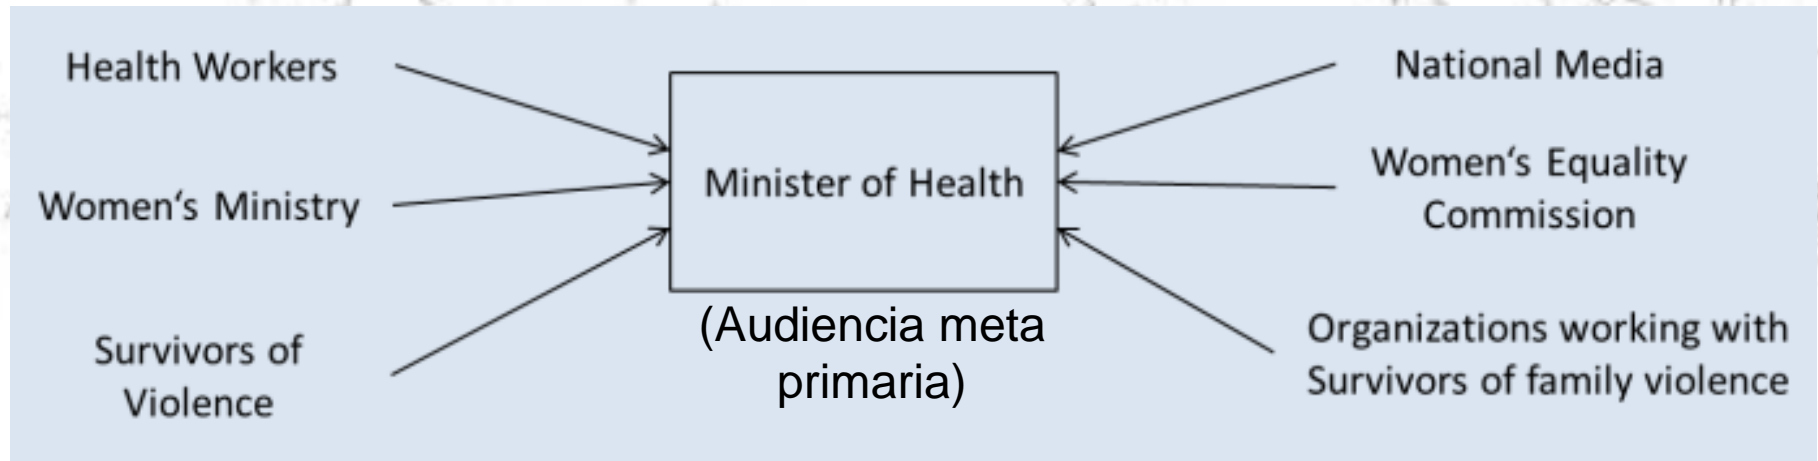 Health Workers
Women‘s Ministry
Survivors of
Violence
Minister of Health
(Audiencia meta
primaria)
National Media
Women‘s Equality
Commission
Organizations working with
Survivors of family violence